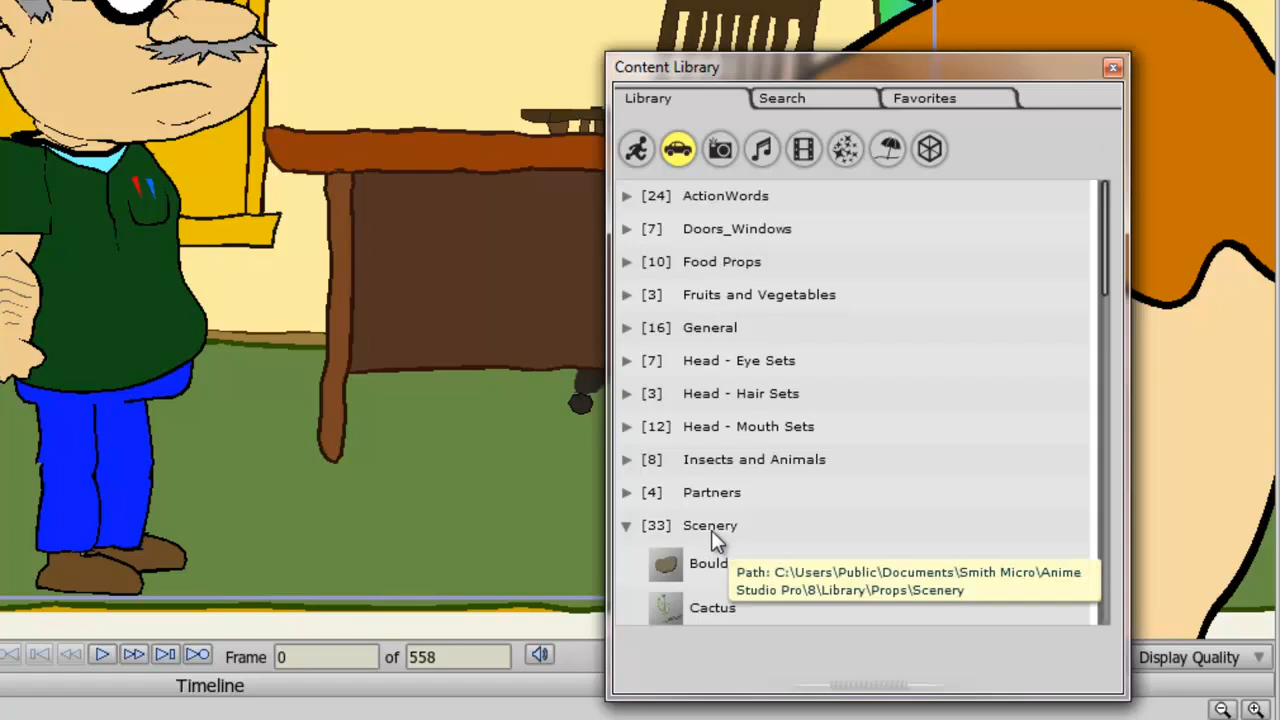 Content Library
Library
Search
Favorites
[24] ActionWords
[7] Doors_Windows
[10] Food Props
[3] Fruits and Vegetables
[16] General
[7] Head - Eye Sets
[3] Head - Hair Sets
[12] Head - Mouth Sets
[8] Insects and Animals
[4] Partners
[33] Scenery
Bould
Path: C:\Users\Public\Documents\Smith Micro\Anime
Studio Pro\8\Library\Props\Scenery
Cactus
Frame 0 of 558
Display Quality
Timeline